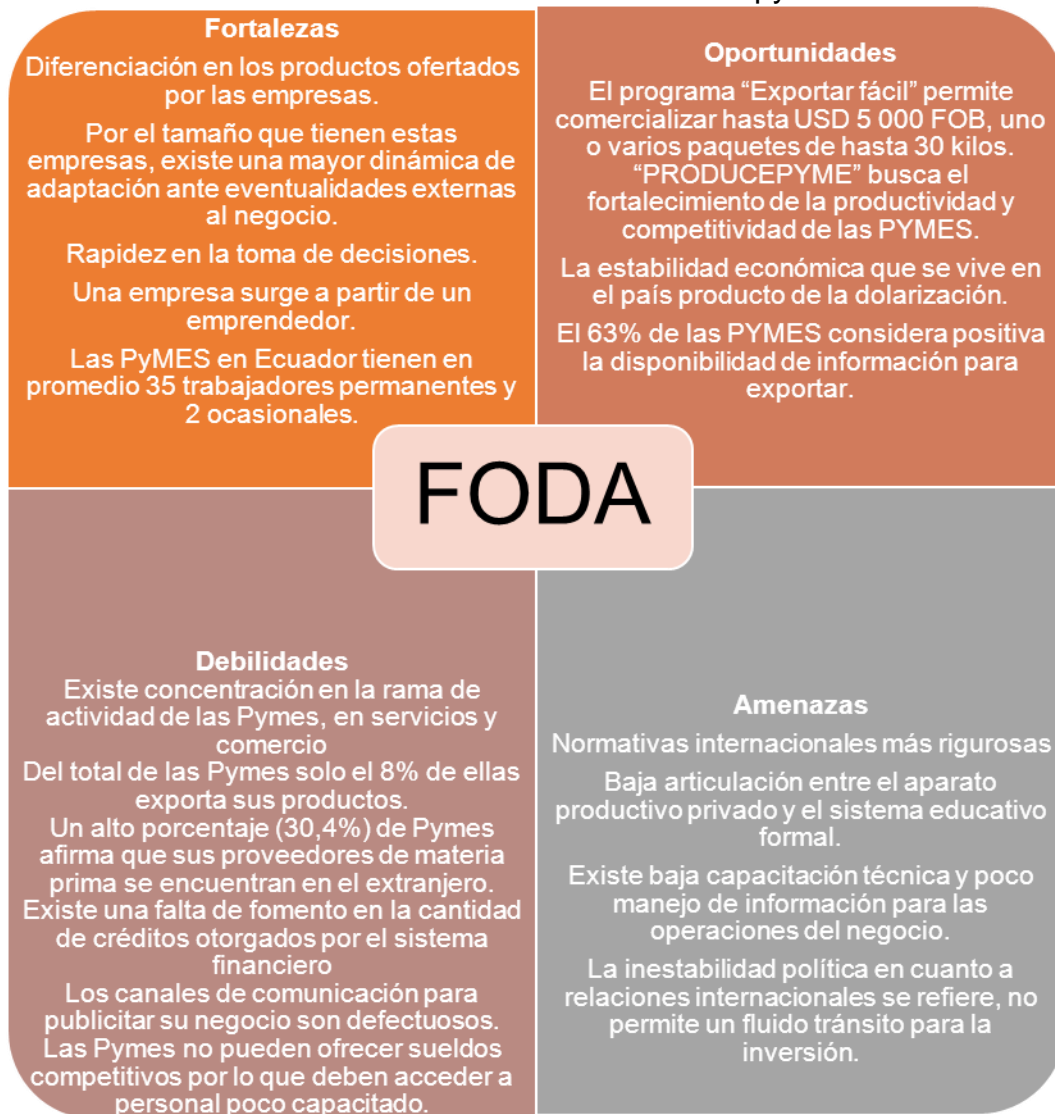 py
Fortalezas
Diferenciación en los productos ofertados
por las empresas.
Por el tamaño que tienen estas
empresas, existe una mayor dinámica de
adaptación ante eventualidades externas
al negocio.
Rapidez en la toma de decisiones.
Una empresa surge a partir de un
emprendedor.
Las PyMES en Ecuador tienen en
promedio 35 trabajadores permanentes y
2 ocasionales.
Oportunidades
El programa “Exportar fácil” permite
comercializar hasta USD 5 000 FOB, uno
o varios paquetes de hasta 30 kilos.
“PRODUCEPYME” busca el
fortalecimiento de la productividad y
competitividad de las PYMES.
La estabilidad económica que se vive en
el país producto de la dolarización.
El 63% de las PYMES considera positiva
la disponibilidad de información para
exportar.
FODA
Debilidades
Existe concentración en la rama de
actividad de las Pymes, en servicios y
comercio
Del total de las Pymes solo el 8% de ellas
exporta sus productos.
Un alto porcentaje (30,4%) de Pymes
afirma que sus proveedores de materia
prima se encuentran en el extranjero.
Existe una falta de fomento en la cantidad
de créditos otorgados por el sistema
financiero
Los canales de comunicación para
publicitar su negocio son defectuosos.
Las Pymes no pueden ofrecer sueldos
competitivos por lo que deben acceder a
personal poco capacitado.
Amenazas
Normativas internacionales más rigurosas
Baja articulación entre el aparato
productivo privado y el sistema educativo
formal.
Existe baja capacitación técnica y poco
manejo de información para las
operaciones del negocio.
La inestabilidad política en cuanto a
relaciones internacionales se refiere, no
permite un fluido tránsito para la
inversión.